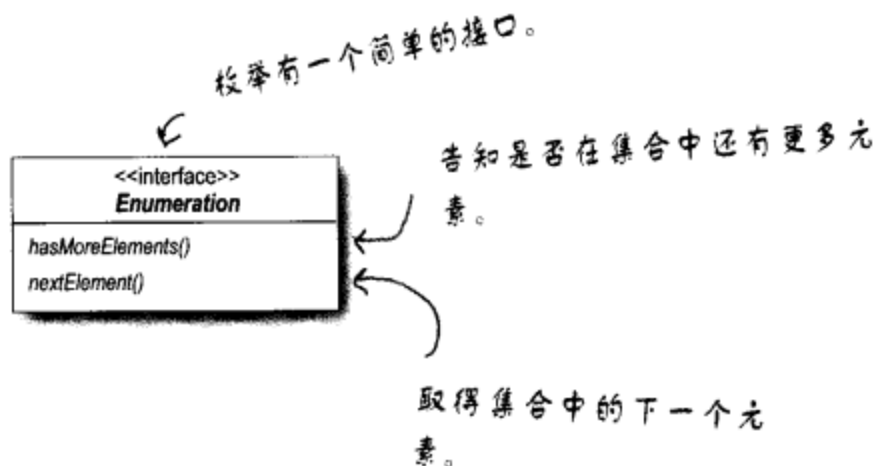 枚举有一个简单的接口。
<<interface>>
Enumeration
hasMoreElements()
nextElement()
告知是否在集合中还有更多元
素。
取得集合中的下一个元
素。